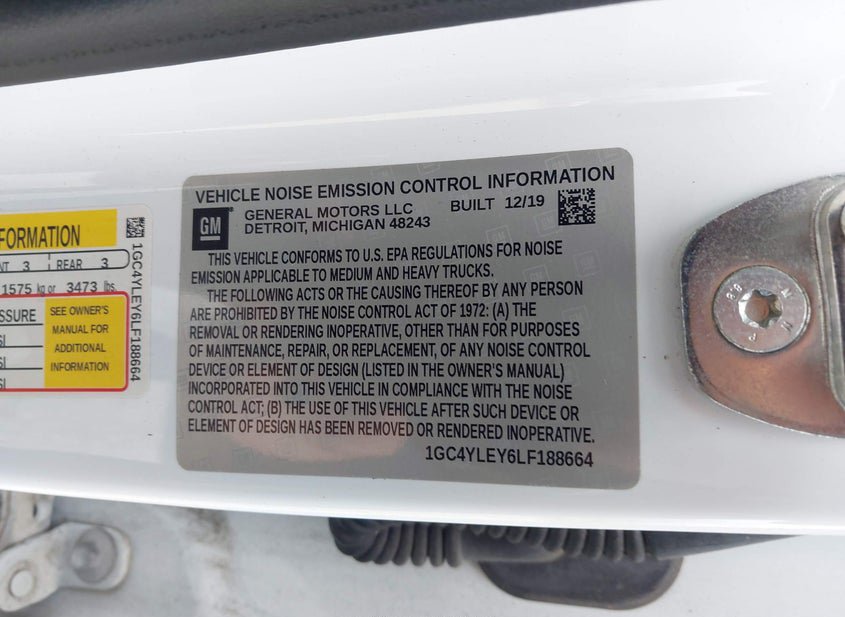 FORMATION
NT 3 REAR 3
1575 kg or 3473 lbs.
SSURE
SEE OWNER'S
MANUAL FOR
ADDITIONAL
INFORMATION
SI
SI
SI
1GC4YLEY6LF188664
VEHICLE NOISE EMISSION CONTROL INFORMATION
GM
GENERAL MOTORS LLC BUILT 12/19
DETROIT, MICHIGAN 48243
THIS VEHICLE CONFORMS TO U.S. EPA REGULATIONS FOR NOISE
EMISSION APPLICABLE TO MEDIUM AND HEAVY TRUCKS.
THE FOLLOWING ACTS OR THE CAUSING THEREOF BY ANY PERSON
ARE PROHIBITED BY THE NOISE CONTROL ACT OF 1972: (A) THE
REMOVAL OR RENDERING INOPERATIVE, OTHER THAN FOR PURPOSES
OF MAINTENANCE, REPAIR, OR REPLACEMENT, OF ANY NOISE CONTROL
DEVICE OR ELEMENT OF DESIGN (LISTED IN THE OWNER'S MANUAL)
INCORPORATED INTO THIS VEHICLE IN COMPLIANCE WITH THE NOISE
CONTROL ACT; (B) THE USE OF THIS VEHICLE AFTER SUCH DEVICE OR
ELEMENT OF DESIGN HAS BEEN REMOVED OR RENDERED INOPERATIVE.
1GC4YLEY6LF188664